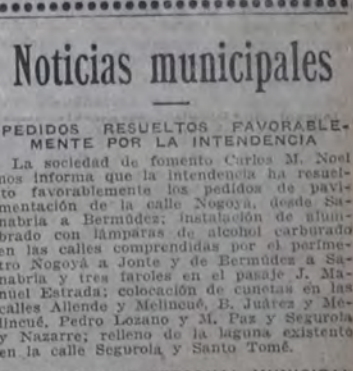 Noticias municipales
PEDIDOS RESUELTOS FAVORABLE-
MENTE POR LA INTENDENCIA
La sociedad de fomento Carlos M. Noel
nos informa que la intendencia ha resuel-
to favorablemente los pedidos de pavi-
mentación de la calle Nogoyá, desde Sa-
nabria a Bermúdez; instalación de alum-
brado con lámparas de alcohol carburado
en las calles comprendidas por el períme-
tro Nogoyá a Jonte y de Bermúdez a Sa-
nabria y tres faroles en el pasaje J. Ma-
nuel Estrada; colocación de cunetas en las
calles Allende y Melincué, B. Juárez y Me-
lincué, Pedro Lozano y M. Paz y Segurola
y Nazarre; relleno de la laguna existente
en la calle Segurola y Santo Tomé.